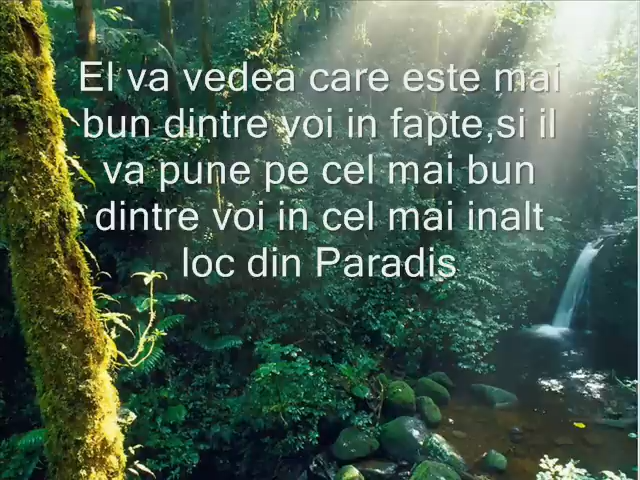 El va vedea care este mai
bun dintre voi in fapte,si il
va pune pe cel mai bun
dintre voi in cel mai inalt
loc din Paradis